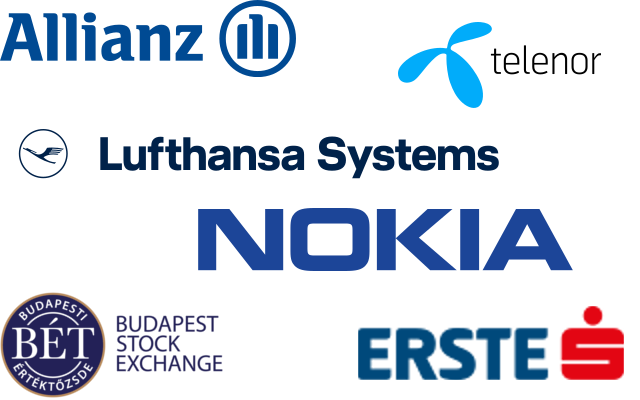 Allianz
telenor
Lufthansa Systems
NOKIA
BUDAPESTI
BÉT
ÉRTÉKTŐZSDE
BUDAPEST
STOCK
EXCHANGE
ERSTE